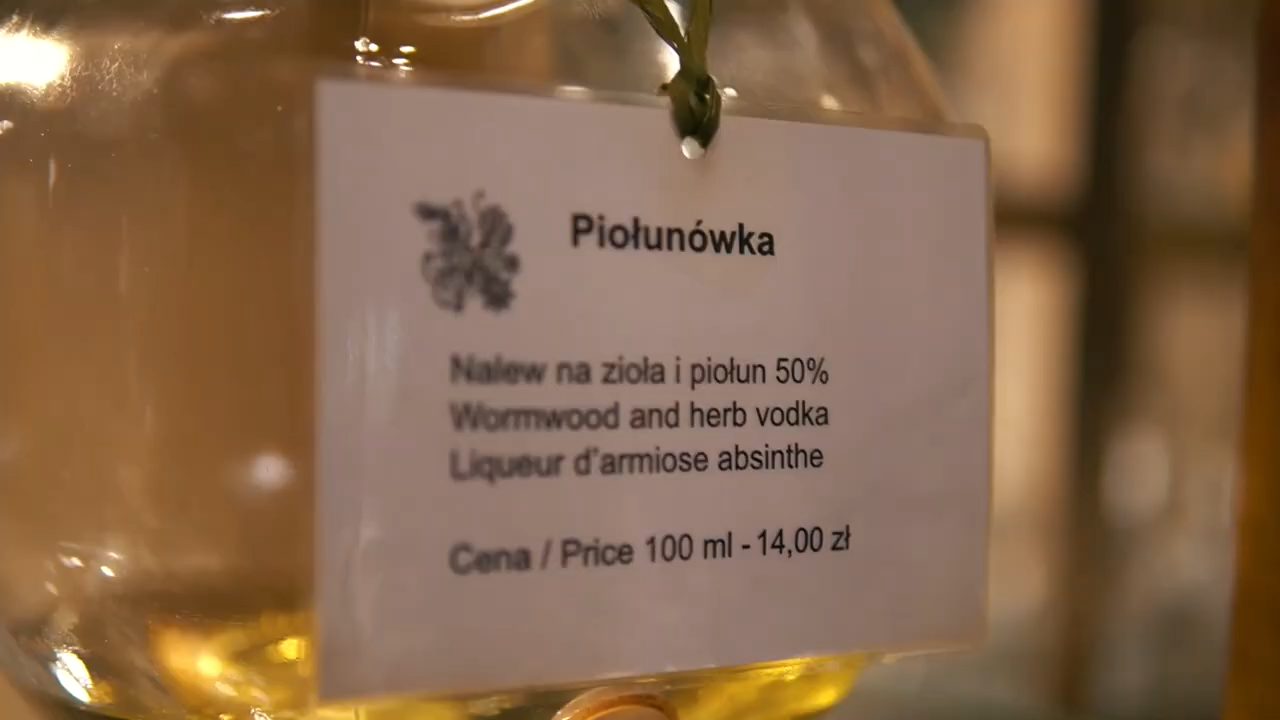 Piołunówka
Nalew na zioła i piołun 50%
Wormwood and herb vodka
Liqueur d'armiose absinthe
Cena / Price 100 ml - 14,00 zł